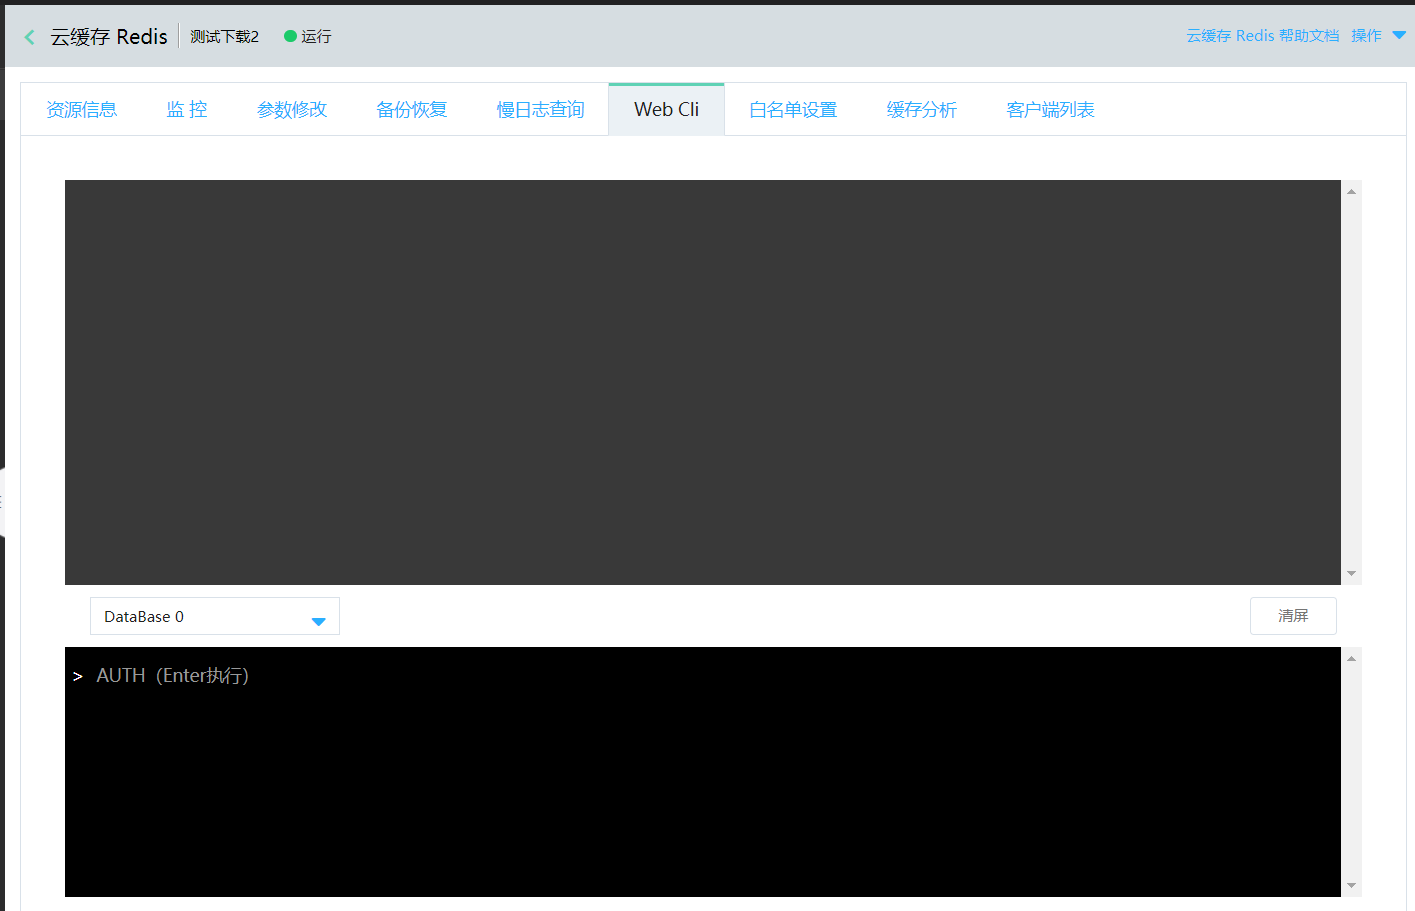 云缓存 Redis 测试下载2 运行 云缓存 Redis 帮助文档 操作
资源信息 监 控 参数修改 备份恢复 慢日志查询 Web Cli 白名单设置 缓存分析 客户端列表
DataBase 0 清屏
> AUTH（Enter执行）